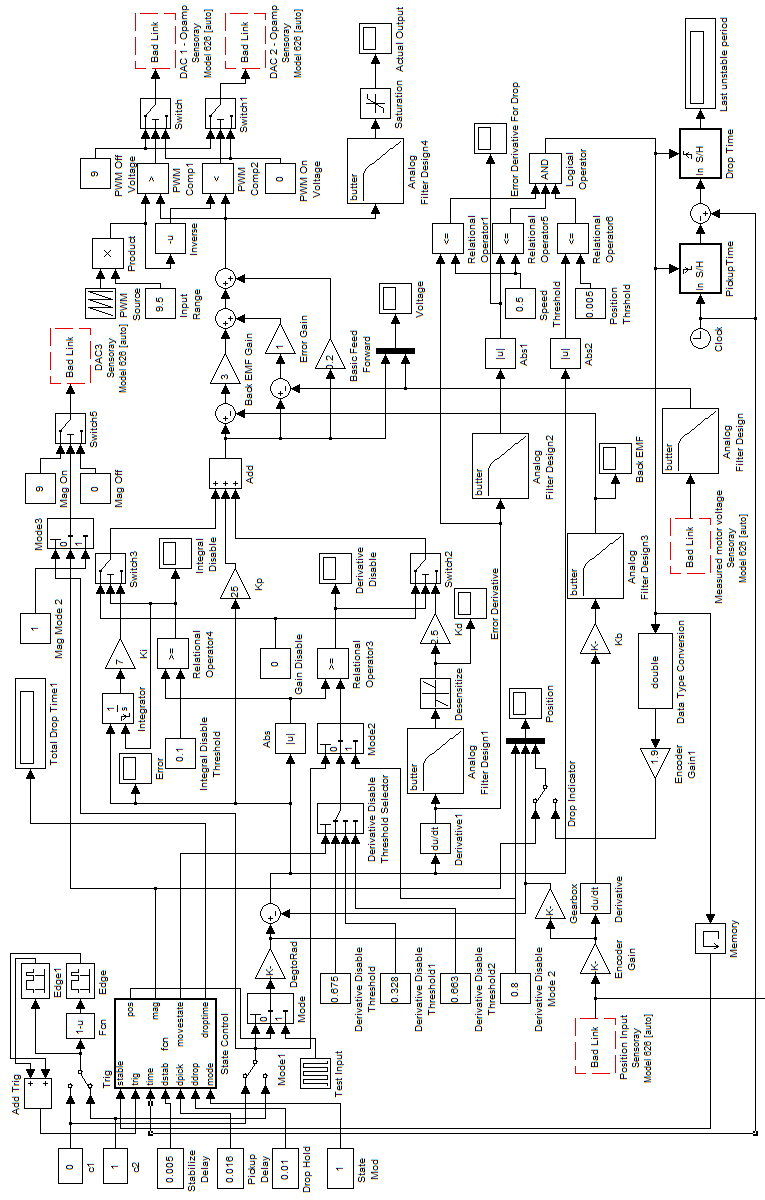 0
c1
1
c2
0.005
Stabilize
Delay
0.016
Pickup
Delay
0.01
Drop Hold
1
State
Mod
Add Trig
Edge1
Edge
1-u
Fcn
Trig
stable
trig
time
dstab
dpick
ddrop
mode
fcn
pos
mag
movestate
droptime
State Control
Mode1
Test Input
0
1
Mode
-K-
DegtoRad
Total Drop Time1
1
Mag Mode 2
0
1
Mode3
9
Mag On
0
Mag Off
Switch5
Bad Link
DAC3
Sensoray
Model 626 [auto]
Error
1
s
Integrator
7
Ki
0.1
Integral Disable
Threshold
>=
Relational
Operator4
Integral
Disable
Switch3
25
Kp
0
Gain Disable
|u|
Abs
0.675
Derivative Disable
Threshold
0.328
Derivative Disable
Threshold1
0.663
Derivative Disable
Threshold2
0.8
Derivative Disable
Mode 2
Derivative Disable
Threshold Selector
0
1
Mode2
>=
Relational
Operator3
Derivative
Disable
Switch2
du/dt
Derivative1
butter
Analog
Filter Design1
Desensitize
2.5
Kd
Error Derivative
Add
Position
Drop Indicator
Bad Link
Position Input
Sensoray
Model 626 [auto]
-K-
Encoder
Gain
-K-
Gearbox
du/dt
Derivative
-K-
Kb
butter
Analog
Filter Design3
Back EMF
Memory
1.9
Encoder
Gain1
double
Data Type Conversion
Bad Link
Measured motor voltage
Sensoray
Model 626 [auto]
butter
Analog
Filter Design
3
Back EMF Gain
1
Error Gain
0.2
Basic Feed
Forward
Voltage
PWM
Source
9.5
Input
Range
Product
-u
Inverse
9
PWM Off
Voltage
>
PWM
Comp1
<
PWM
Comp2
0
PWM On
Voltage
Switch
Switch1
Bad Link
DAC 1 - Opamp
Sensoray
Model 626 [auto]
Bad Link
DAC 2 - Opamp
Sensoray
Model 626 [auto]
butter
Analog
Filter Design4
Saturation
Actual Output
butter
Analog
Filter Design2
|u|
Abs1
|u|
Abs2
0.5
Speed
Threshold
0.005
Position
Thrshold
<=
Relational
Operator1
<=
Relational
Operator5
<=
Relational
Operator6
Error Derivative For Drop
AND
Logical
Operator
Clock
In S/H
PickupTime
In S/H
Drop Time
Last unstable period